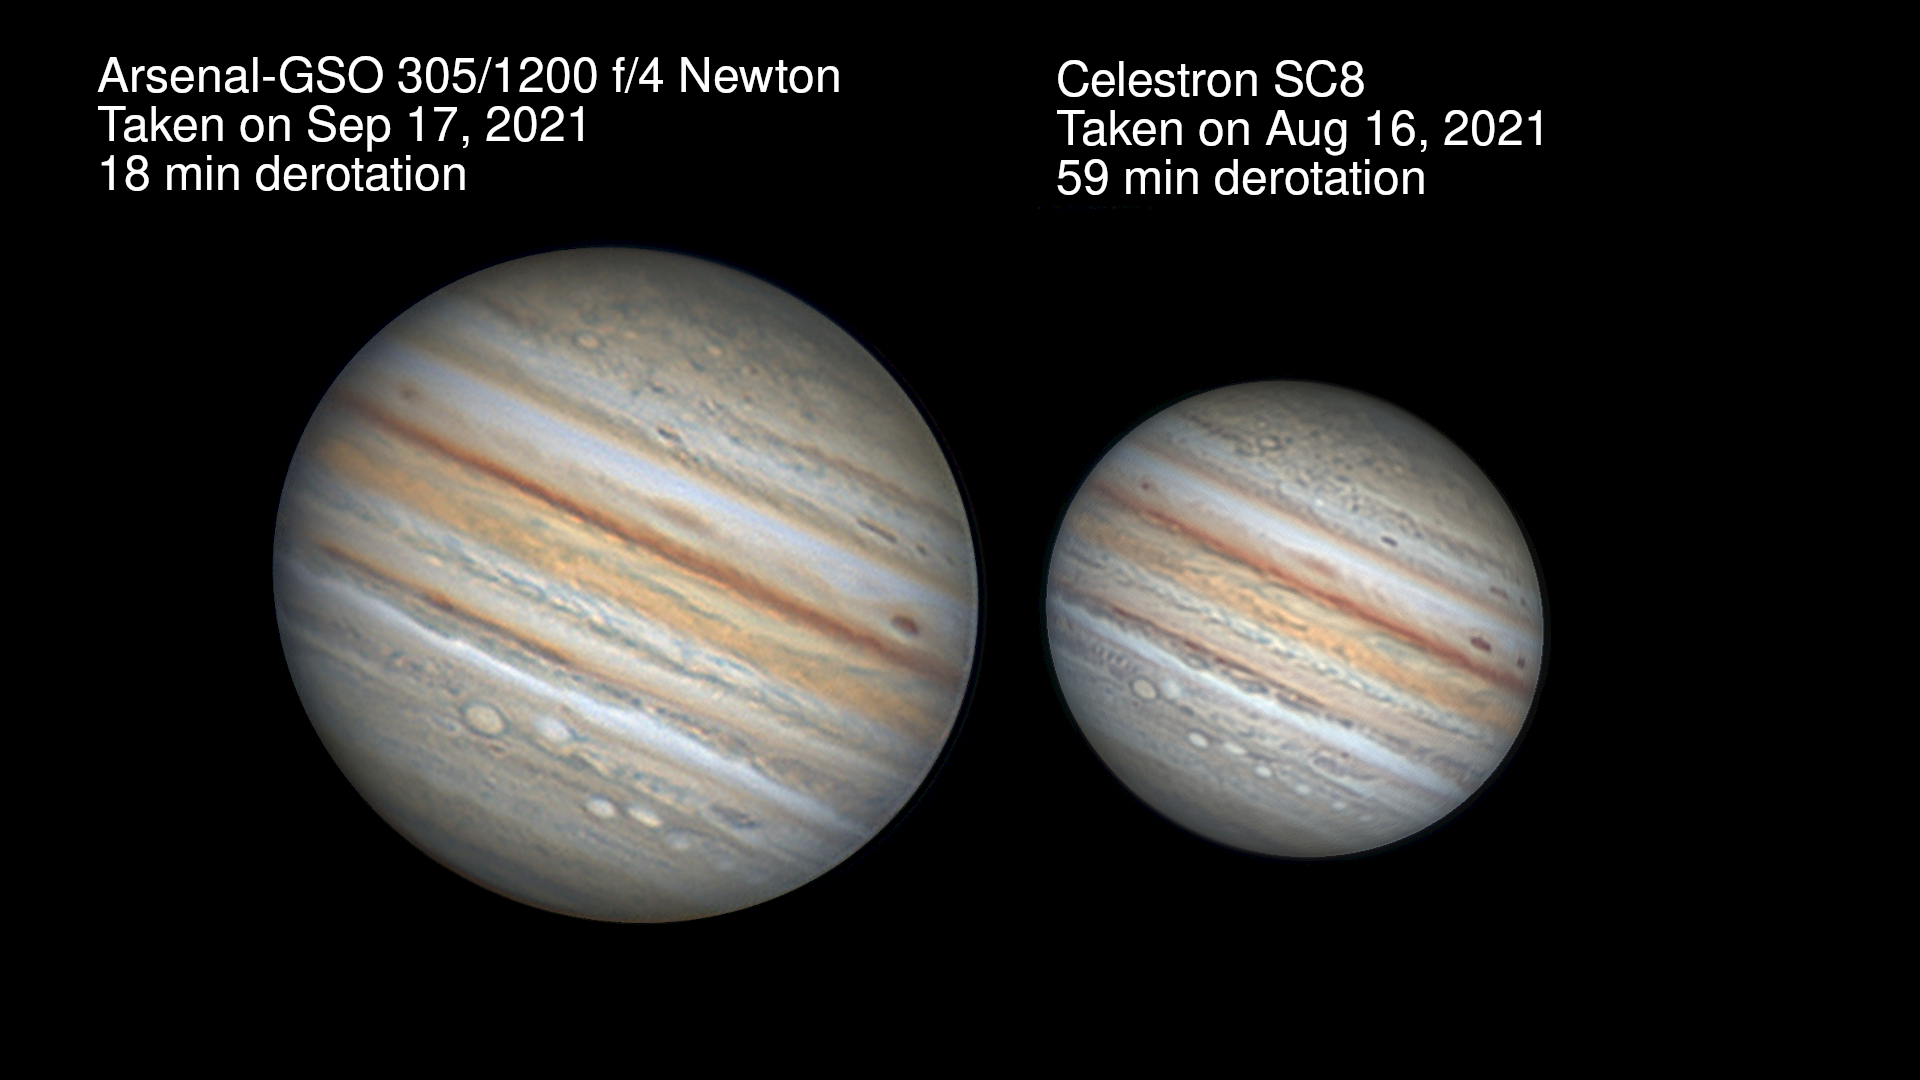 Arsenal-GSO 305/1200 f/4 Newton
Taken on Sep 17, 2021
18 min derotation
Celestron SC8
Taken on Aug 16, 2021
59 min derotation